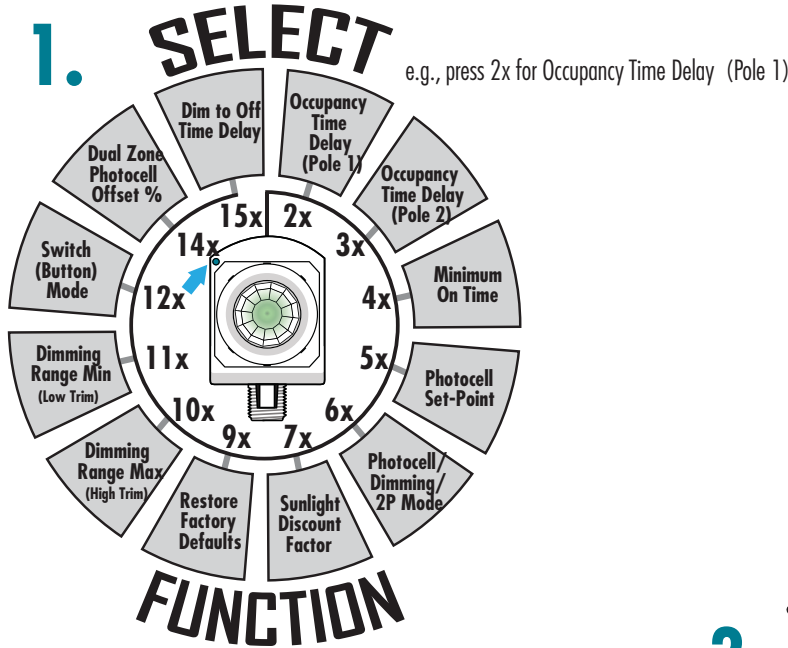 1.
SELECT
e.g., press 2x for Occupancy Time Delay (Pole 1)
Occupancy
Time
Delay
(Pole 1)
Occupancy
Time Delay
(Pole 2)
Minimum
On Time
Photocell
Set-Point
Photocell/
Dimming/
2P Mode
Sunlight
Discount
Factor
Restore
Factory
Defaults
Dimming
Range Max
(High Trim)
Dimming
Range Min
(Low Trim)
Switch
(Button)
Mode
Dual Zone
Photocell
Offset %
Dim to Off
Time Delay
2x
3x
4x
5x
6x
7x
9x
10x
11x
12x
14x
15x
FUNCTION